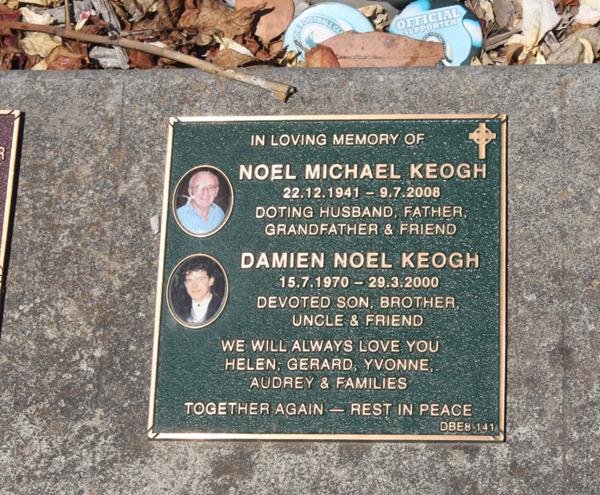 FOOTBALL CLUB
OFFICIAL
SUPPORTER
IN LOVING MEMORY OF
NOEL MICHAEL KEOGH
22.12.1941 – 9.7.2008
DOTING HUSBAND, FATHER,
GRANDFATHER & FRIEND
DAMIEN NOEL KEOGH
15.7.1970 – 29.3.2000
DEVOTED SON, BROTHER,
UNCLE & FRIEND
WE WILL ALWAYS LOVE YOU
HELEN, GERARD, YVONNE,
AUDREY & FAMILIES
TOGETHER AGAIN — REST IN PEACE
DBE8 141